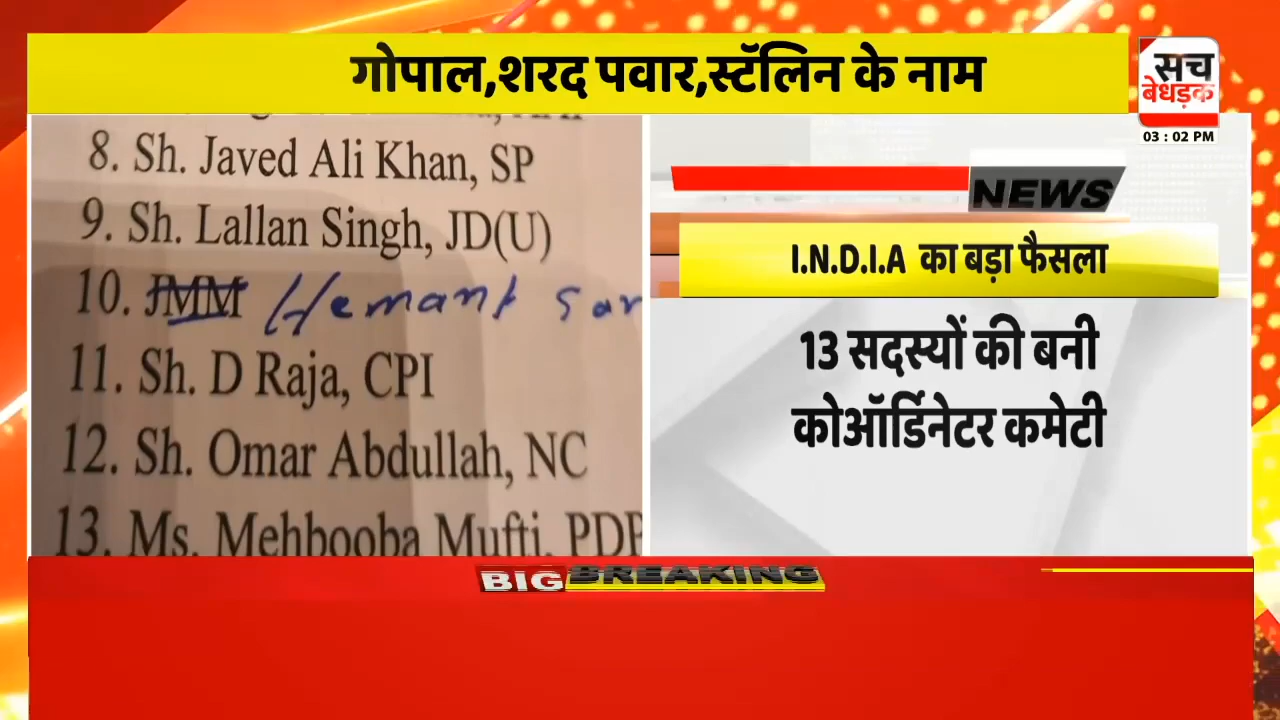 गोपाल,शरद पवार,स्टॅलिन के नाम
सच
बेधड़क
03 : 02 PM
8. Sh. Javed Ali Khan, SP
9. Sh. Lallan Singh, JD(U)
10. JMM Hemant Sor
11. Sh. D Raja, CPI
12. Sh. Omar Abdullah, NC
13. Ms. Mehbooba Mufti, PDP
NEWS
I.N.D.I.A का बड़ा फैसला
13 सदस्यों की बनी
कोऑर्डिनेटर कमेटी
BIG BREAKING